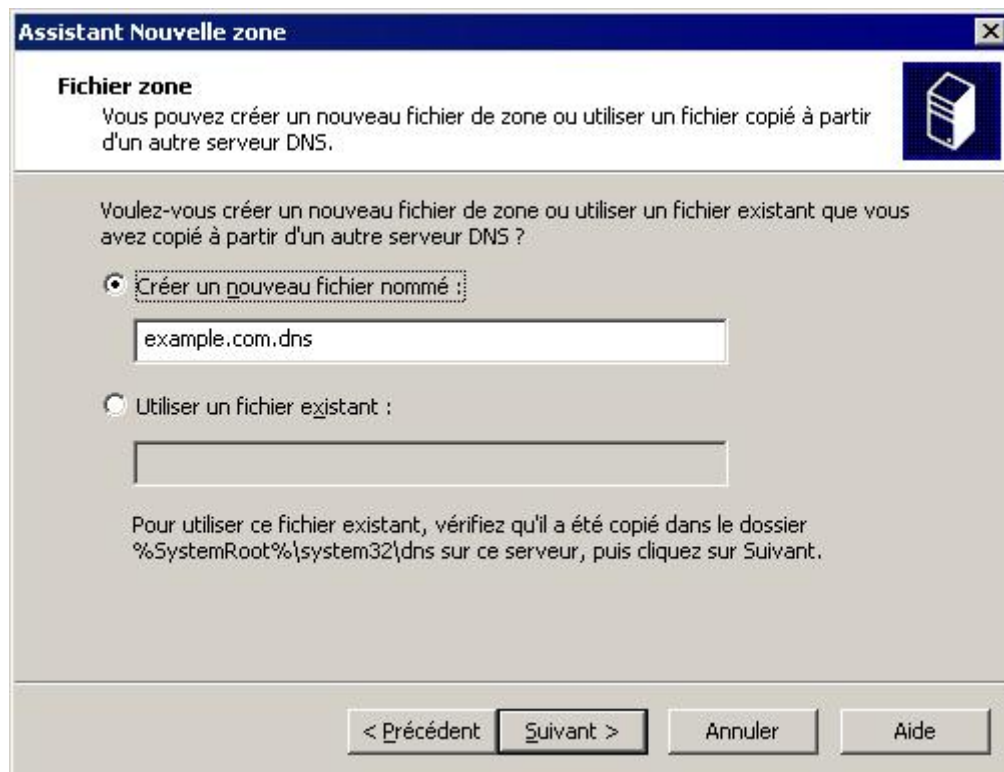 Assistant Nouvelle zone
Fichier zone
Vous pouvez créer un nouveau fichier de zone ou utiliser un fichier copié à partir
d'un autre serveur DNS.
Voulez-vous créer un nouveau fichier de zone ou utiliser un fichier existant que vous
avez copié à partir d'un autre serveur DNS ?
Créer un nouveau fichier nommé :
example.com.dns
Utiliser un fichier existant :
Pour utiliser ce fichier existant, vérifiez qu'il a été copié dans le dossier
%SystemRoot%\system32\dns sur ce serveur, puis cliquez sur Suivant.
< Précédent Suivant > Annuler Aide